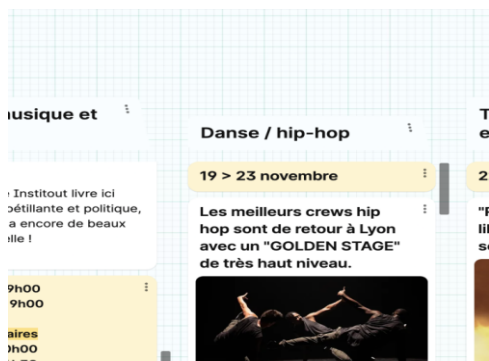 usique et
Institout livre ici
pétillante et politique,
a encore de beaux
elle !
9h00
9h00
aires
0h00
Danse / hip-hop
19 > 23 novembre
Les meilleurs crews hip
hop sont de retour à Lyon
avec un "GOLDEN STAGE"
de très haut niveau.
T
e
2